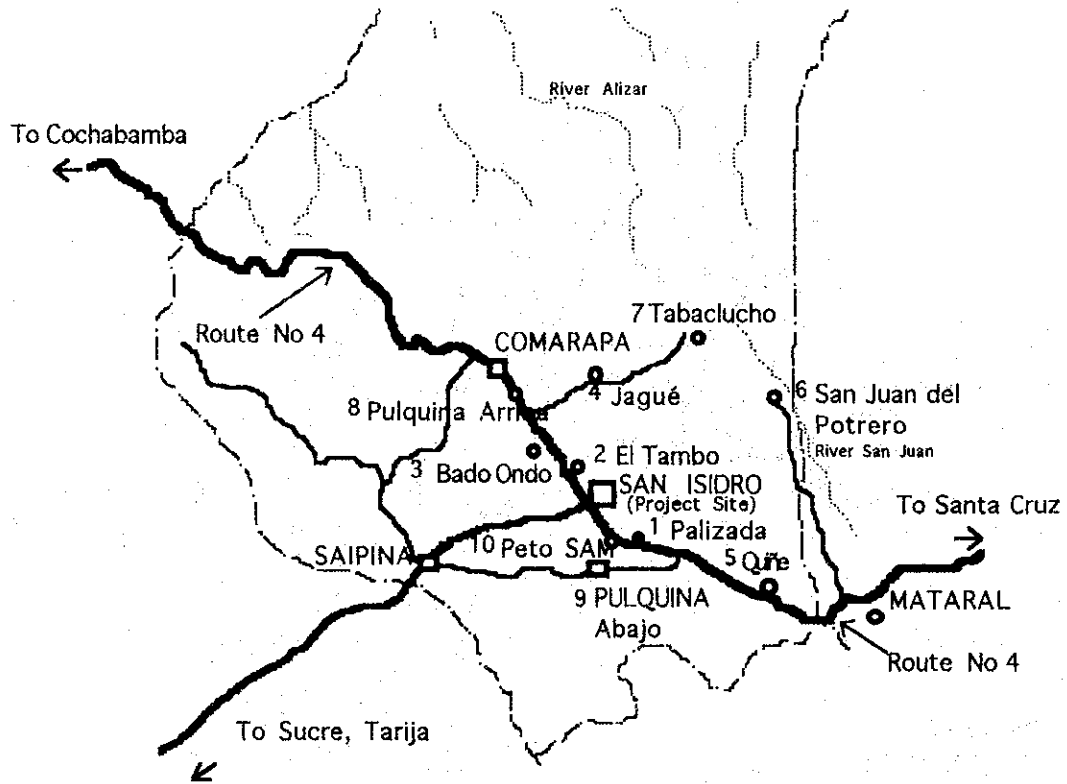 River Alizar
To Cochabamba
Route No 4
7 Tabaclucho
COMARAPA
4 Jagué
8 Pulquina Arriba
6 San Juan del
Potrero
River San Juan
3 Bado Ondo
2 El Tambo
SAN ISIDRO
(Project Site)
To Santa Cruz
1 Palizada
10 Peto SAM
SAIPINA
5 Quiñe
9 PULQUINA
Abajo
MATARAL
Route No 4
To Sucre, Tarija